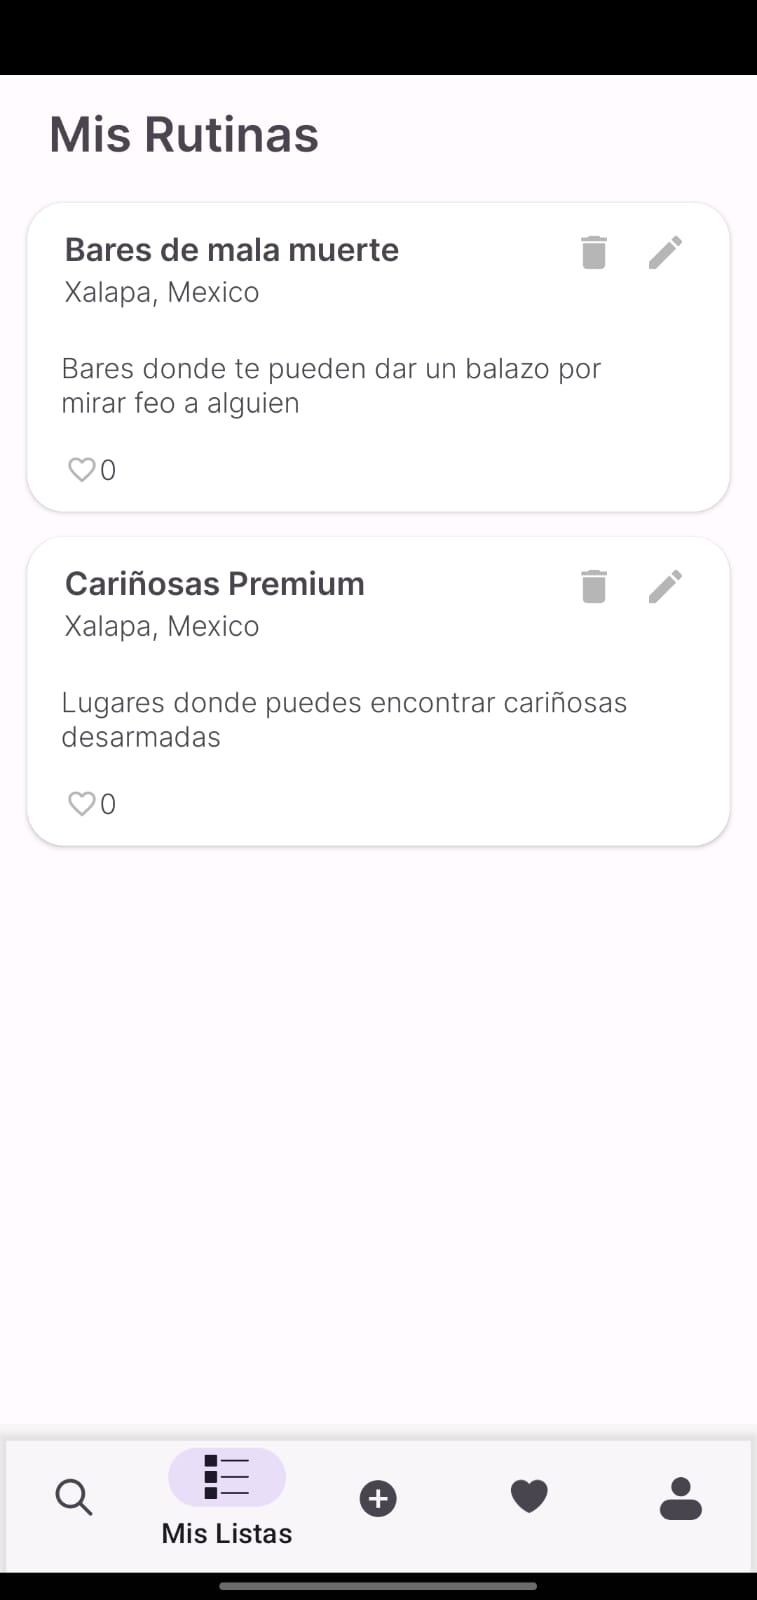 Mis Rutinas
Bares de mala muerte
Xalapa, Mexico
Bares donde te pueden dar un balazo por
mirar feo a alguien
0
Cariñosas Premium
Xalapa, Mexico
Lugares donde puedes encontrar cariñosas
desarmadas
0
Mis Listas